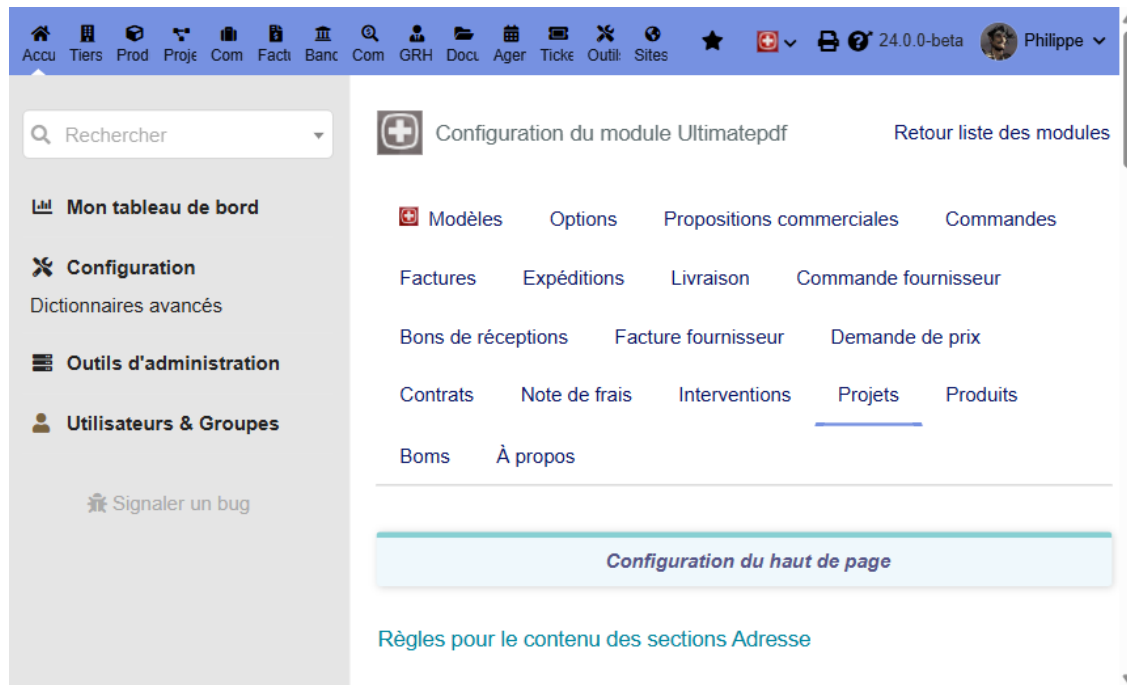 Accu Tiers Prod Proje Com Factu Banc Com GRH Docu Ager Ticke Outil: Sites 24.0.0-beta Philippe
Rechercher
Mon tableau de bord
Configuration
Dictionnaires avancés
Outils d'administration
Utilisateurs & Groupes
Signaler un bug
Configuration du module Ultimatepdf Retour liste des modules
Modèles Options Propositions commerciales Commandes
Factures Expéditions Livraison Commande fournisseur
Bons de réceptions Facture fournisseur Demande de prix
Contrats Note de frais Interventions Projets Produits
Boms À propos
Configuration du haut de page
Règles pour le contenu des sections Adresse